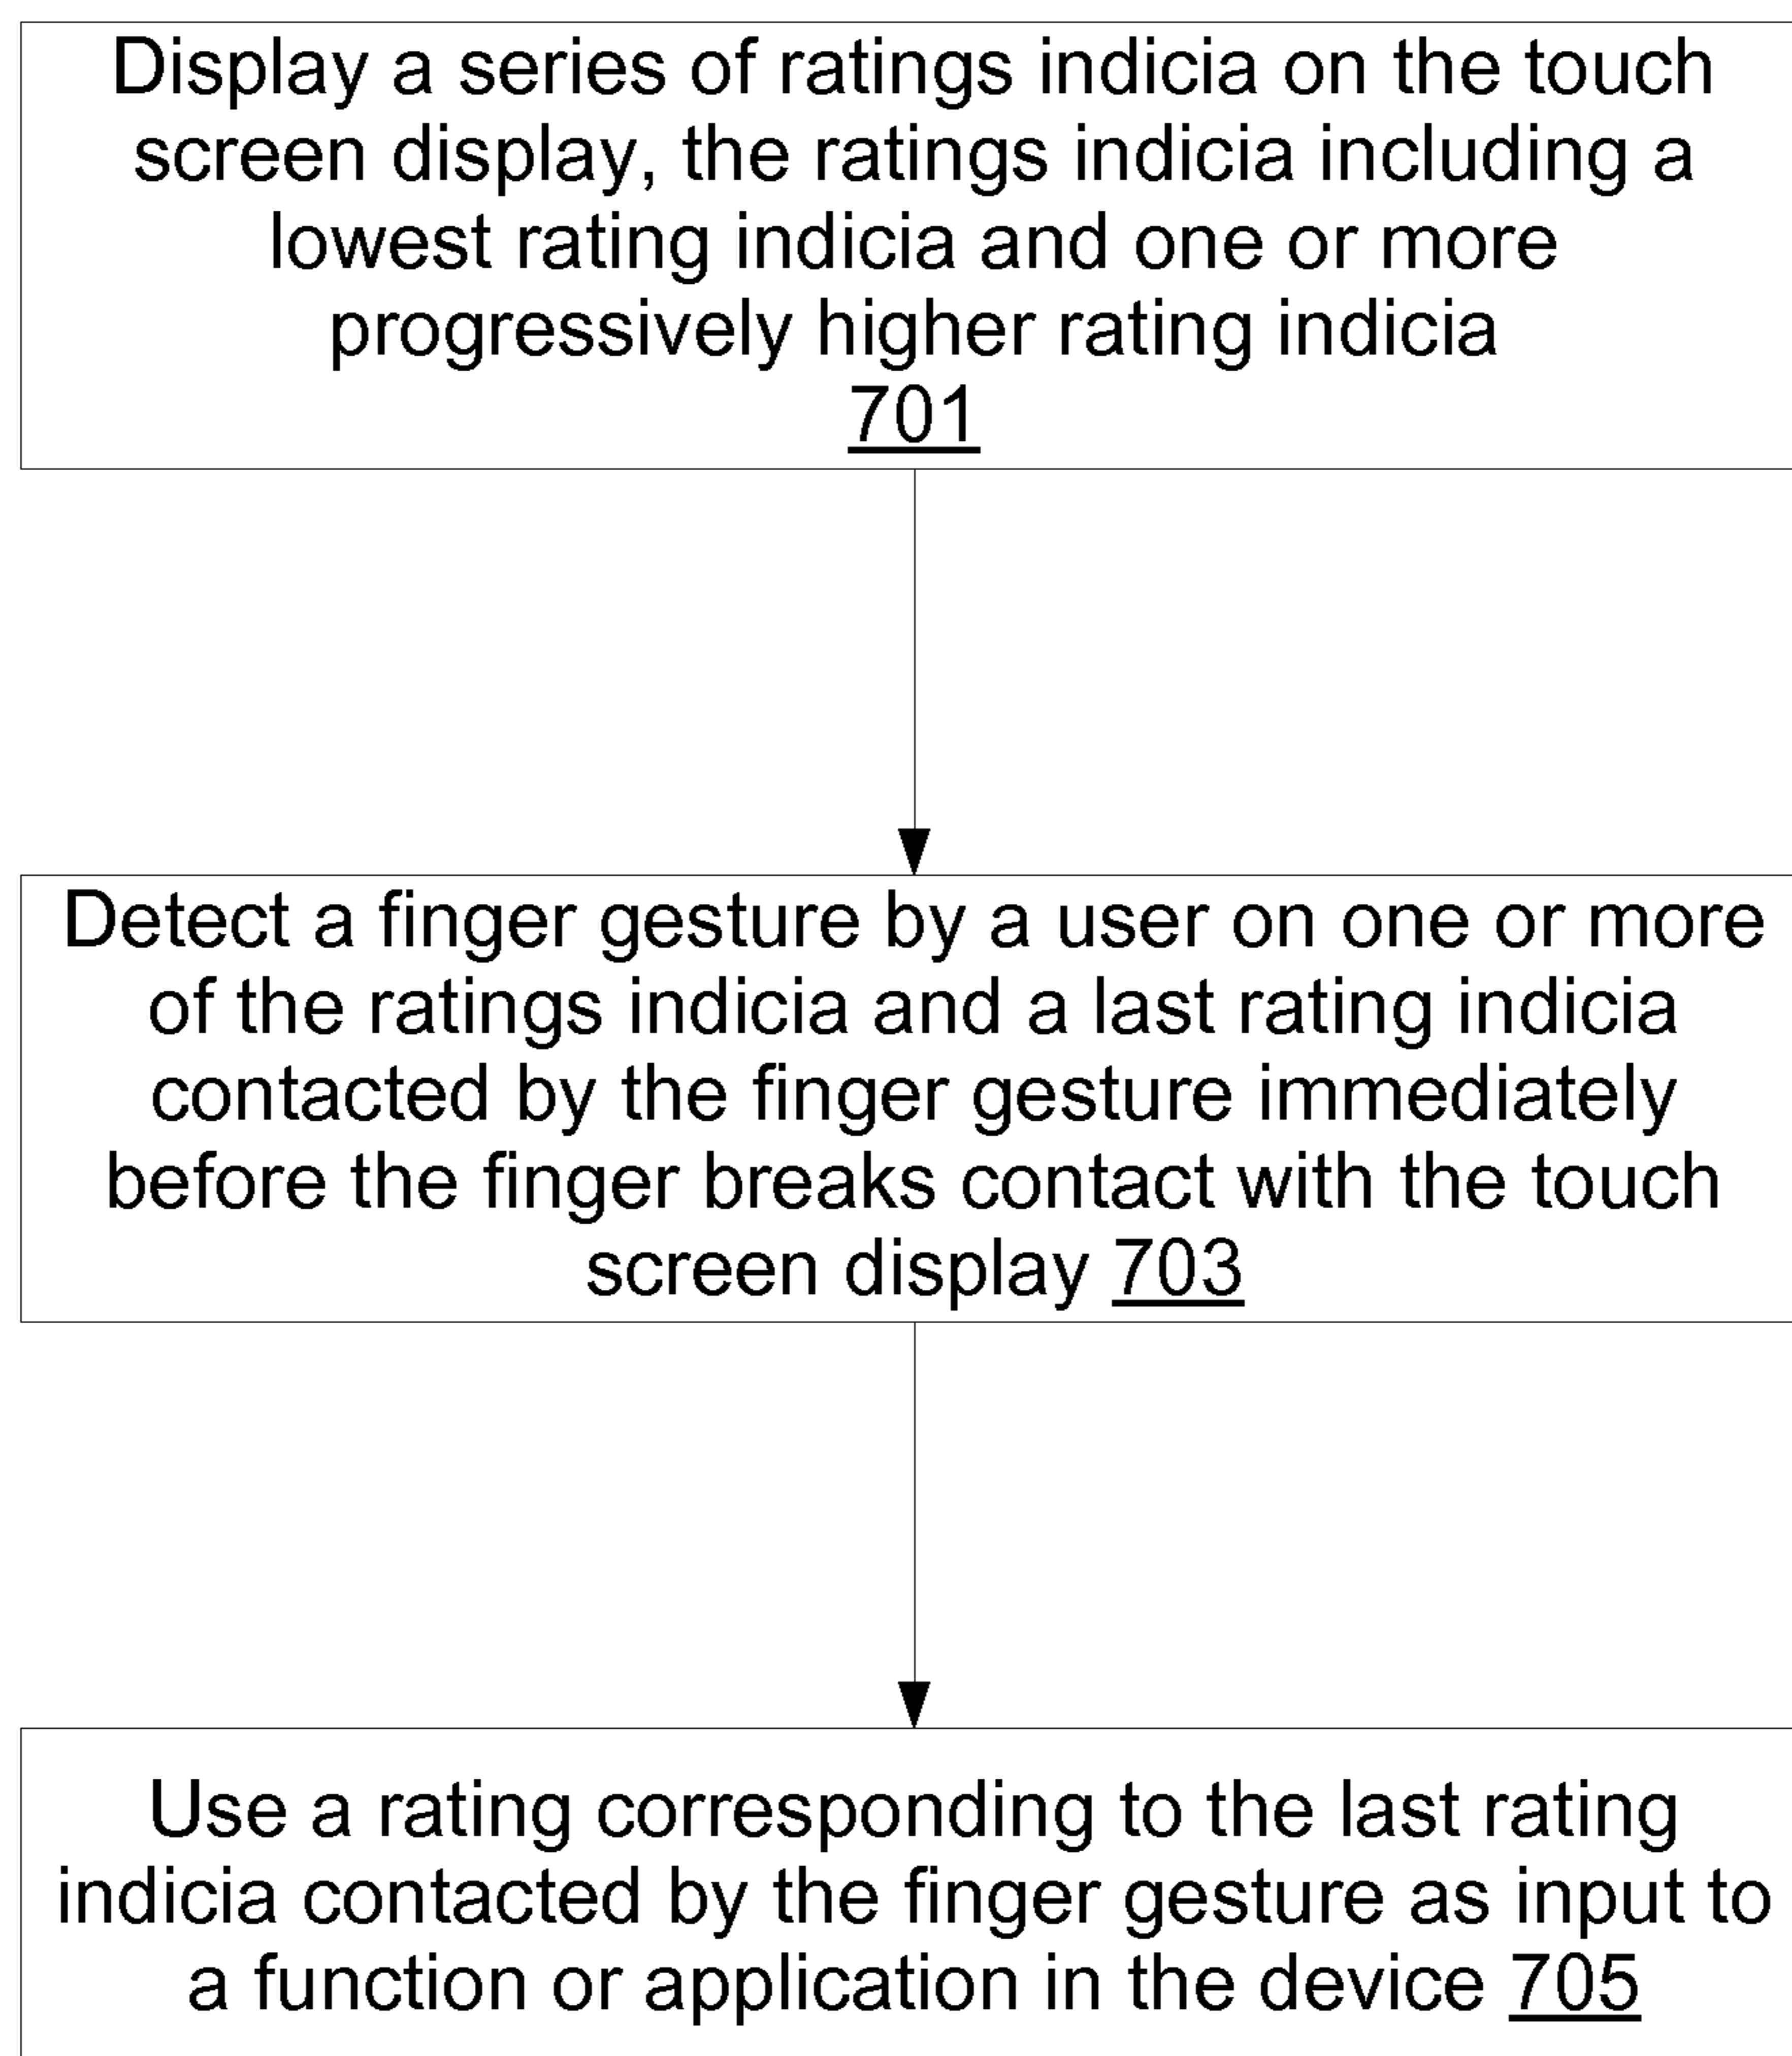 Display a series of ratings indicia on the touch
screen display, the ratings indicia including a
lowest rating indicia and one or more
progressively higher rating indicia
701
Detect a finger gesture by a user on one or more
of the ratings indicia and a last rating indicia
contacted by the finger gesture immediately
before the finger breaks contact with the touch
screen display 703
Use a rating corresponding to the last rating
indicia contacted by the finger gesture as input to
a function or application in the device 705